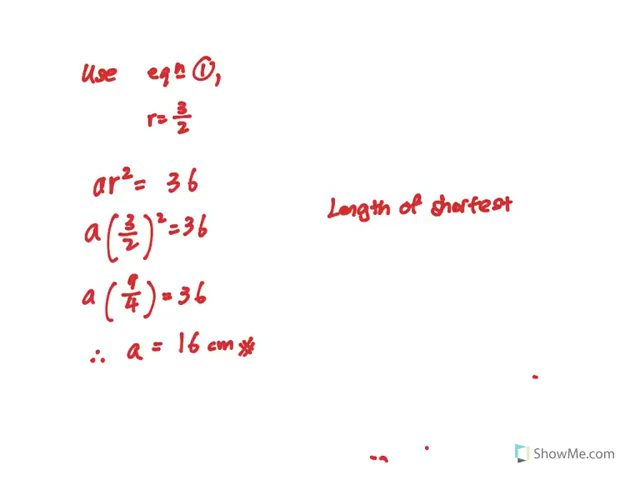 Use eqn ①,
r = 3/2
ar² = 36
a(3/2)² = 36
a(9/4) = 36
∴ a = 16 cm
Length of shortest
ShowMe.com